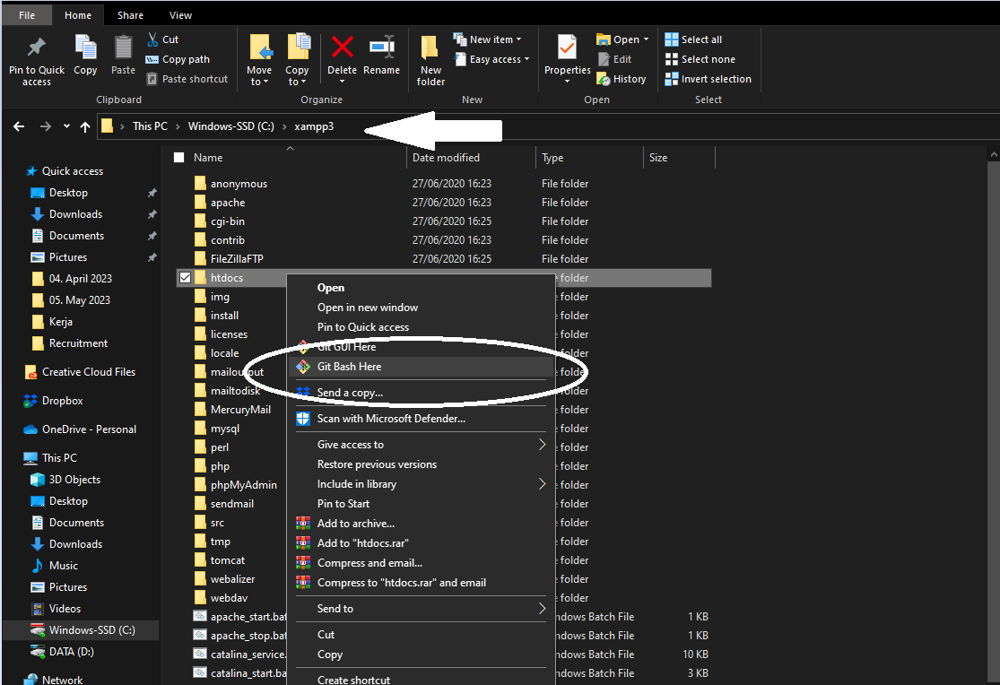 File Home Share View
Pin to Quick access
Copy
Paste
Cut
Copy path
Paste shortcut
Clipboard
Move to
Copy to
Delete
Rename
Organize
New folder
New item
Easy access
New
Properties
Open
Edit
History
Open
Select all
Select none
Invert selection
Select
This PC > Windows-SSD (C:) > xampp3
Quick access
Desktop
Downloads
Documents
Pictures
04. April 2023
05. May 2023
Kerja
Recruitment
Creative Cloud Files
Dropbox
OneDrive - Personal
This PC
3D Objects
Desktop
Documents
Downloads
Music
Pictures
Videos
Windows-SSD (C:)
DATA (D:)
Network
Name Date modified Type Size
anonymous 27/06/2020 16:23 File folder
apache 27/06/2020 16:23 File folder
cgi-bin 27/06/2020 16:25 File folder
contrib 27/06/2020 16:23 File folder
FileZillaFTP 27/06/2020 16:25 File folder
htdocs folder
img folder
install folder
licenses folder
locale folder
mailoutput folder
mailtodisk folder
MercuryMail folder
mysql folder
perl folder
php folder
phpMyAdmin folder
sendmail folder
src folder
tmp folder
tomcat folder
webalizer folder
webdav folder
apache_start.bat ndows Batch File 1 KB
apache_stop.bat ndows Batch File 1 KB
catalina_service. ndows Batch File 10 KB
catalina_start.ba ndows Batch File 3 KB
Open
Open in new window
Pin to Quick access
Git GUI Here
Git Bash Here
Send a copy...
Scan with Microsoft Defender...
Give access to
Restore previous versions
Include in library
Pin to Start
Add to archive...
Add to "htdocs.rar"
Compress and email...
Compress to "htdocs.rar" and email
Send to
Cut
Copy
Create shortcut